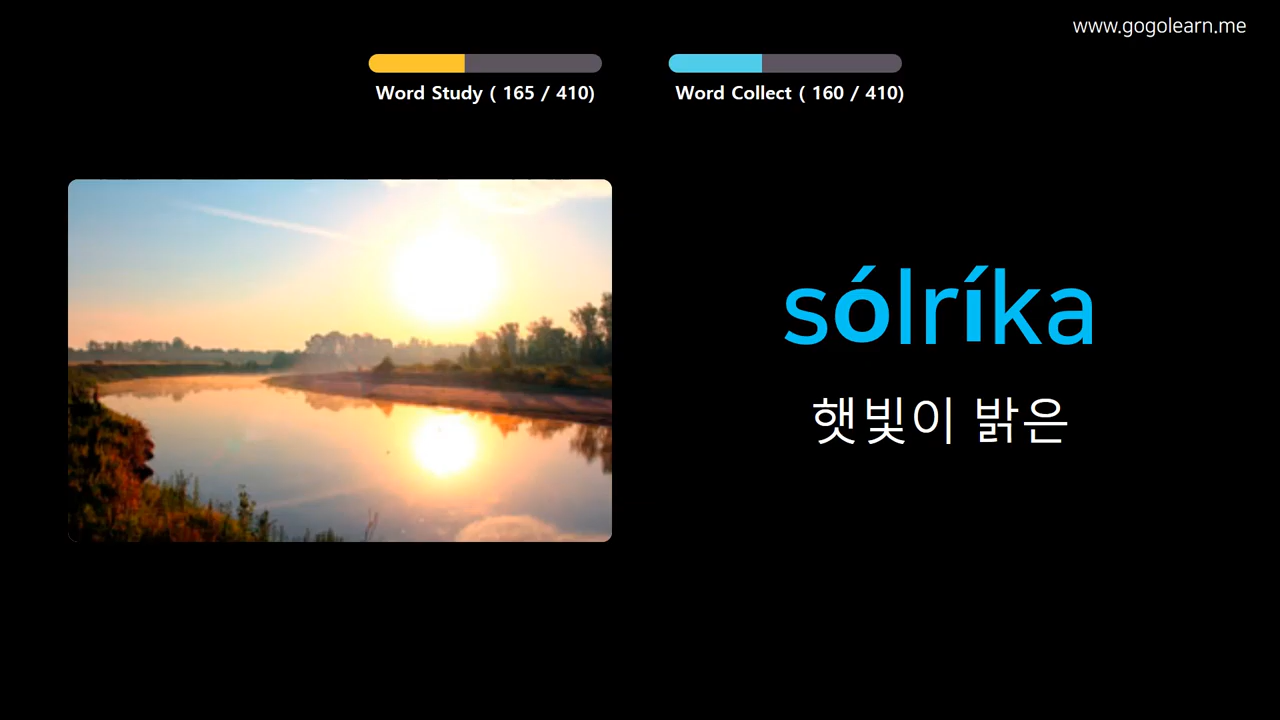 www.gogolearn.me
Word Study ( 165 / 410)
Word Collect ( 160 / 410)
sólríka
햇빛이 밝은